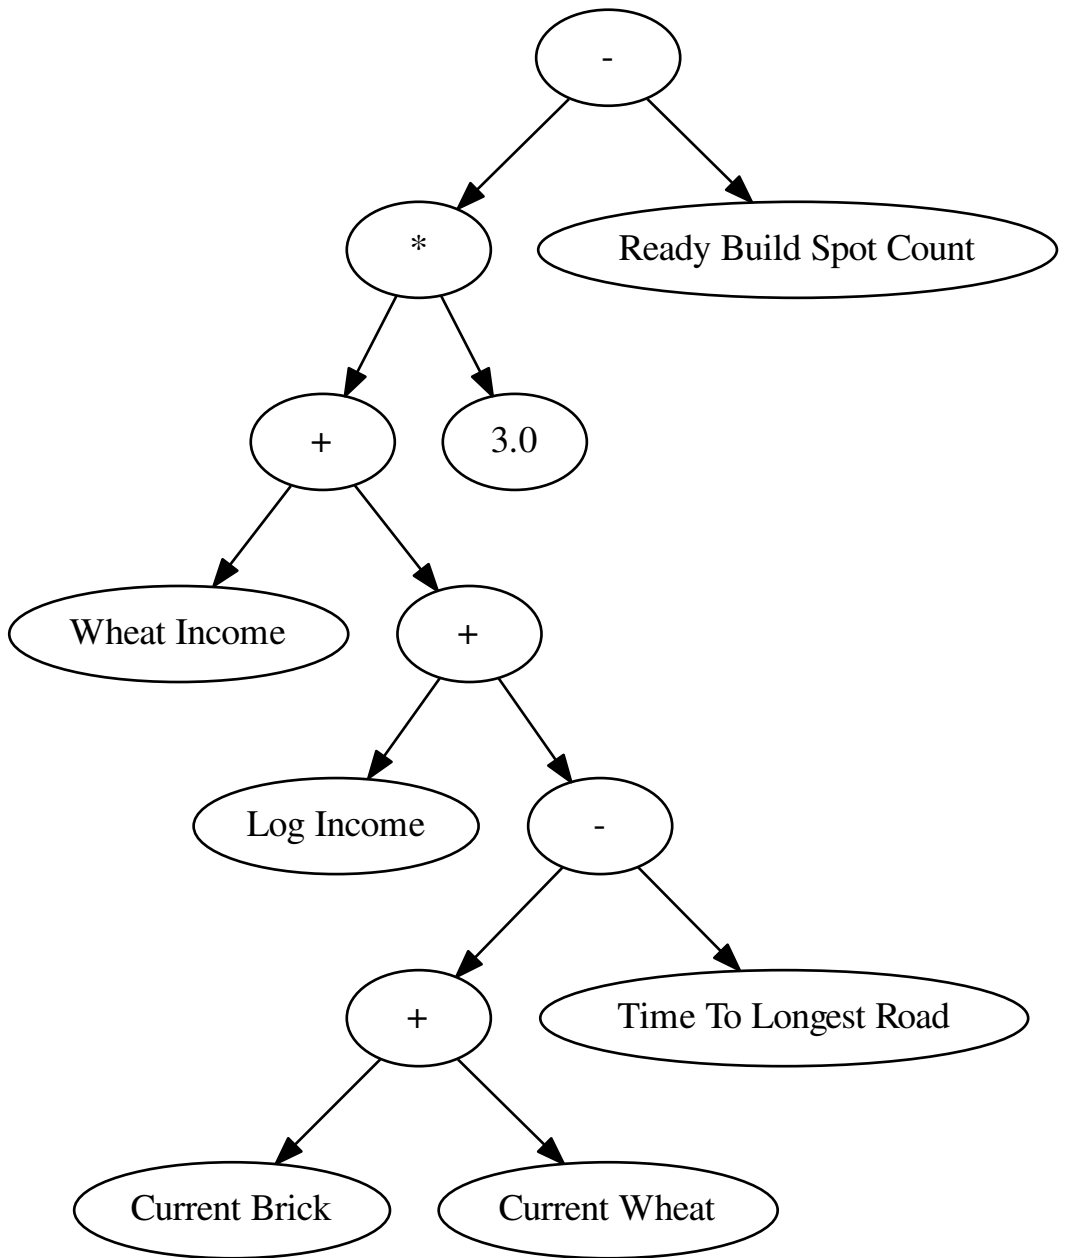 -
*
Ready Build Spot Count
+
3.0
Wheat Income
+
Log Income
-
+
Time To Longest Road
Current Brick
Current Wheat